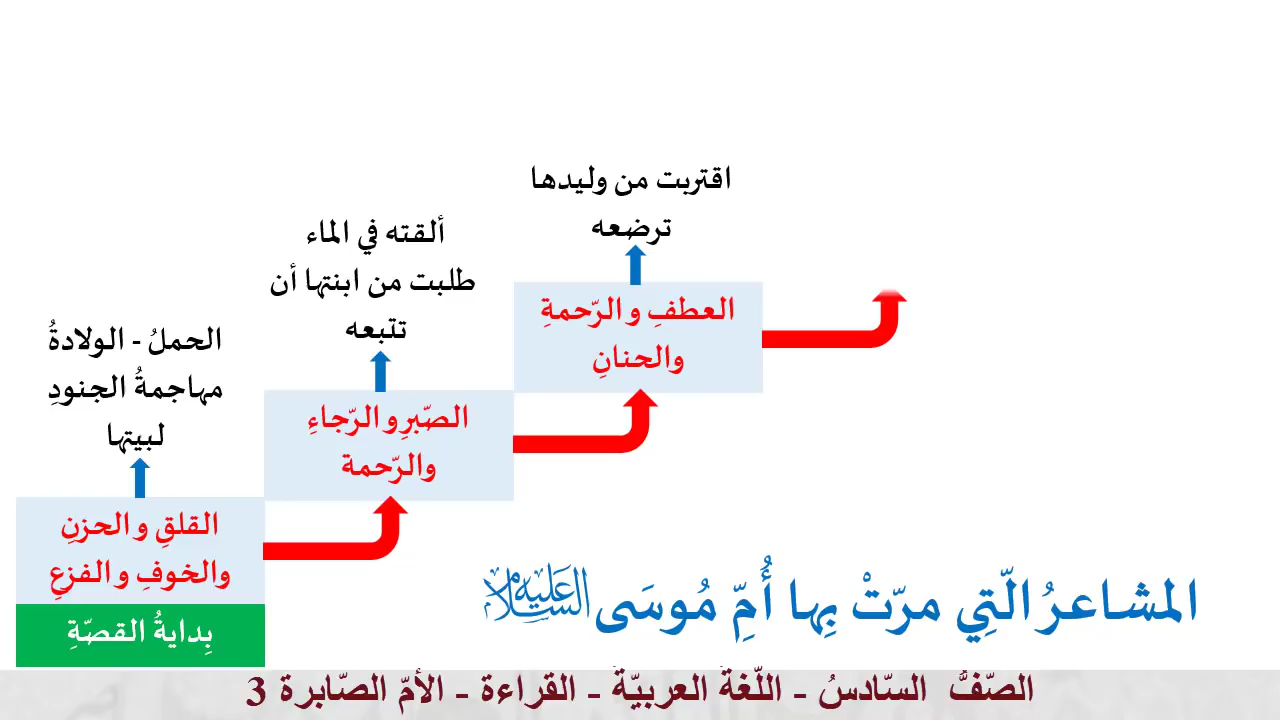 اقتربت من وليدها
ترضعه
العطفِ والرّحمةِ
والحنانِ
ألقته في الماء
طلبت من ابنتها أن
تتبعه
الصّبرِ والرّجاءِ
والرّحمة
الحملُ - الولادةُ
مهاجمةُ الجنودِ
لبيتها
القلقِ والحزنِ
والخوفِ والفزعِ
بِدايةُ القصّةِ
المشاعرُ الّتِي مرّتْ بِها أُمِّ مُوسَى عَلَيْهِ السَّلَام
الصّفُّ السّادسُ - اللّغةُ العربيّةُ - القراءة - الأمّ الصّابرة 3